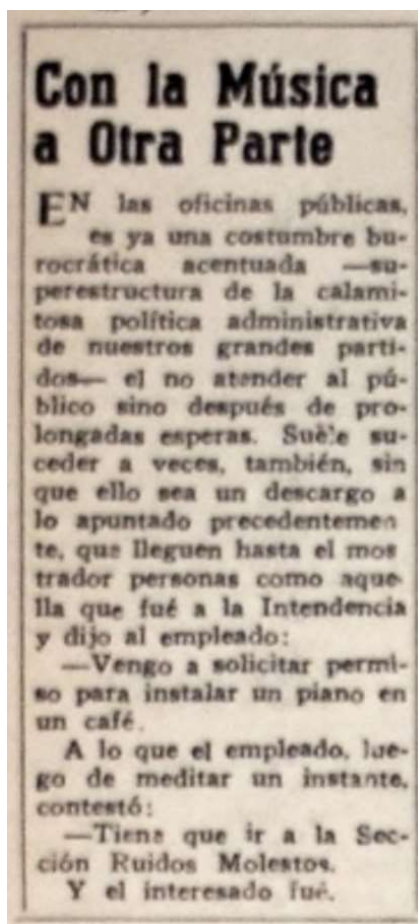 Con la Música
a Otra Parte
EN las oficinas públicas,
es ya una costumbre bu-
rocrática acentuada —su-
perestructura de la calami-
tosa política administrativa
de nuestros grandes parti-
dos— el no atender al pú-
blico sino después de pro-
longadas esperas. Suele su-
ceder a veces, también, sin
que ello sea un descargo a
lo apuntado precedentemen
te, que lleguen hasta el mos
trador personas como aque-
lla que fué a la Intendencia
y dijo al empleado:
—Vengo a solicitar permi-
so para instalar un piano en
un café.
A lo que el empleado, lue-
go de meditar un instante,
contestó:
—Tiene que ir a la Sec-
ción Ruidos Molestos.
Y el interesado fué.